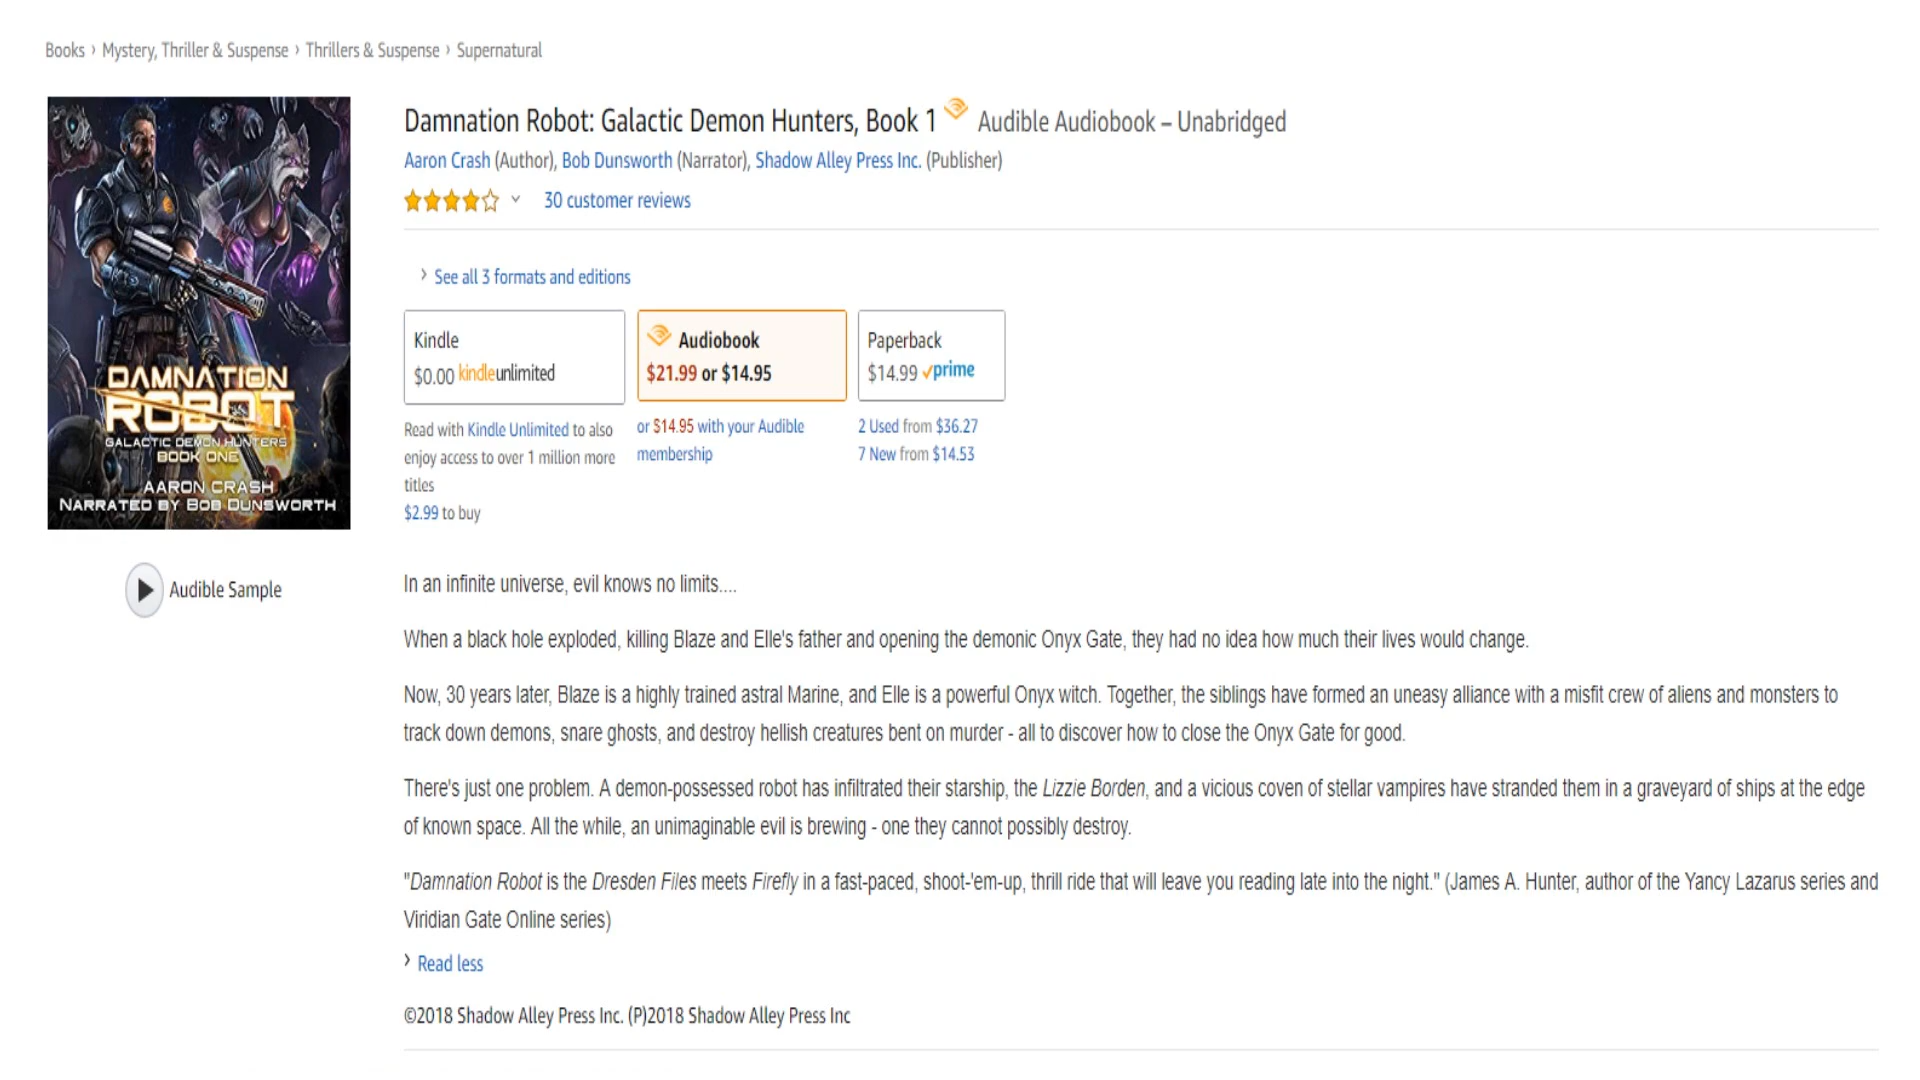 Books › Mystery, Thriller & Suspense › Thrillers & Suspense › Supernatural
DAMNATION
ROBOT
GALACTIC DEMON HUNTERS
BOOK ONE
AARON CRASH
NARRATED BY BOB DUNSWORTH
Audible Sample
Damnation Robot: Galactic Demon Hunters, Book 1 Audible Audiobook – Unabridged
Aaron Crash (Author), Bob Dunsworth (Narrator), Shadow Alley Press Inc. (Publisher)
30 customer reviews
› See all 3 formats and editions
Kindle
$0.00 kindleunlimited
Read with Kindle Unlimited to also
enjoy access to over 1 million more
titles
$2.99 to buy
Audiobook
$21.99 or $14.95
or $14.95 with your Audible
membership
Paperback
$14.99 prime
2 Used from $36.27
7 New from $14.53
In an infinite universe, evil knows no limits....
When a black hole exploded, killing Blaze and Elle's father and opening the demonic Onyx Gate, they had no idea how much their lives would change.
Now, 30 years later, Blaze is a highly trained astral Marine, and Elle is a powerful Onyx witch. Together, the siblings have formed an uneasy alliance with a misfit crew of aliens and monsters to
track down demons, snare ghosts, and destroy hellish creatures bent on murder - all to discover how to close the Onyx Gate for good.
There's just one problem. A demon-possessed robot has infiltrated their starship, the Lizzie Borden, and a vicious coven of stellar vampires have stranded them in a graveyard of ships at the edge
of known space. All the while, an unimaginable evil is brewing - one they cannot possibly destroy.
"Damnation Robot is the Dresden Files meets Firefly in a fast-paced, shoot-'em-up, thrill ride that will leave you reading late into the night." (James A. Hunter, author of the Yancy Lazarus series and
Viridian Gate Online series)
› Read less
©2018 Shadow Alley Press Inc. (P)2018 Shadow Alley Press Inc